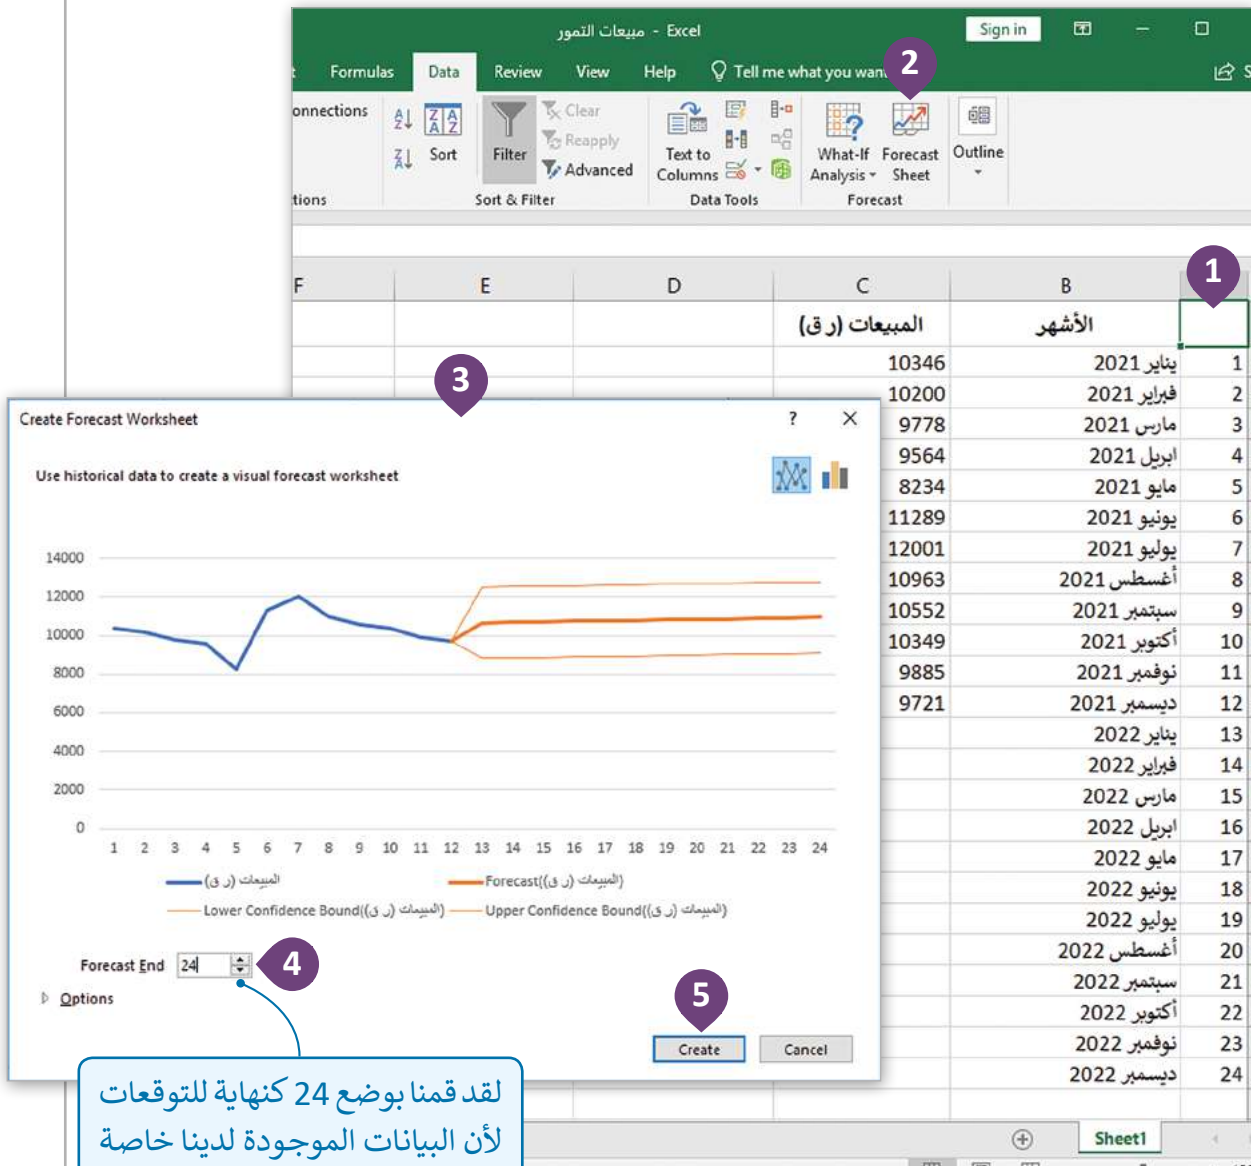 مبيعات التمور - Excel
Sign in
Formulas Data Review View Help Tell me what you wan
2
onnections
Sort
Filter
Clear
Reapply
Advanced
Text to Columns
What-If Analysis
Forecast Sheet
Outline
tions
Sort & Filter
Data Tools
Forecast
1
F E D C B
الأشهر المبيعات (ر ق)
1 يناير 2021 10346
2 فبراير 2021 10200
3 مارس 2021 9778
4 ابريل 2021 9564
5 مايو 2021 8234
6 يونيو 2021 11289
7 يوليو 2021 12001
8 أغسطس 2021 10963
9 سبتمبر 2021 10552
10 أكتوبر 2021 10349
11 نوفمبر 2021 9885
12 ديسمبر 2021 9721
13 يناير 2022
14 فبراير 2022
15 مارس 2022
16 ابريل 2022
17 مايو 2022
18 يونيو 2022
19 يوليو 2022
20 أغسطس 2022
21 سبتمبر 2022
22 أكتوبر 2022
23 نوفمبر 2022
24 ديسمبر 2022
Sheet1
3
Create Forecast Worksheet ?
Use historical data to create a visual forecast worksheet
14000
12000
10000
8000
6000
4000
2000
0
1 2 3 4 5 6 7 8 9 10 11 12 13 14 15 16 17 18 19 20 21 22 23 24
المبيعات (ر ق)
Forecast(المبيعات (ر ق))
Lower Confidence Bound(المبيعات (ر ق))
Upper Confidence Bound(المبيعات (ر ق))
Forecast End 24
4
Options
5
Create Cancel
لقد قمنا بوضع 24 كنهاية للتوقعات
لأن البيانات الموجودة لدينا خاصة